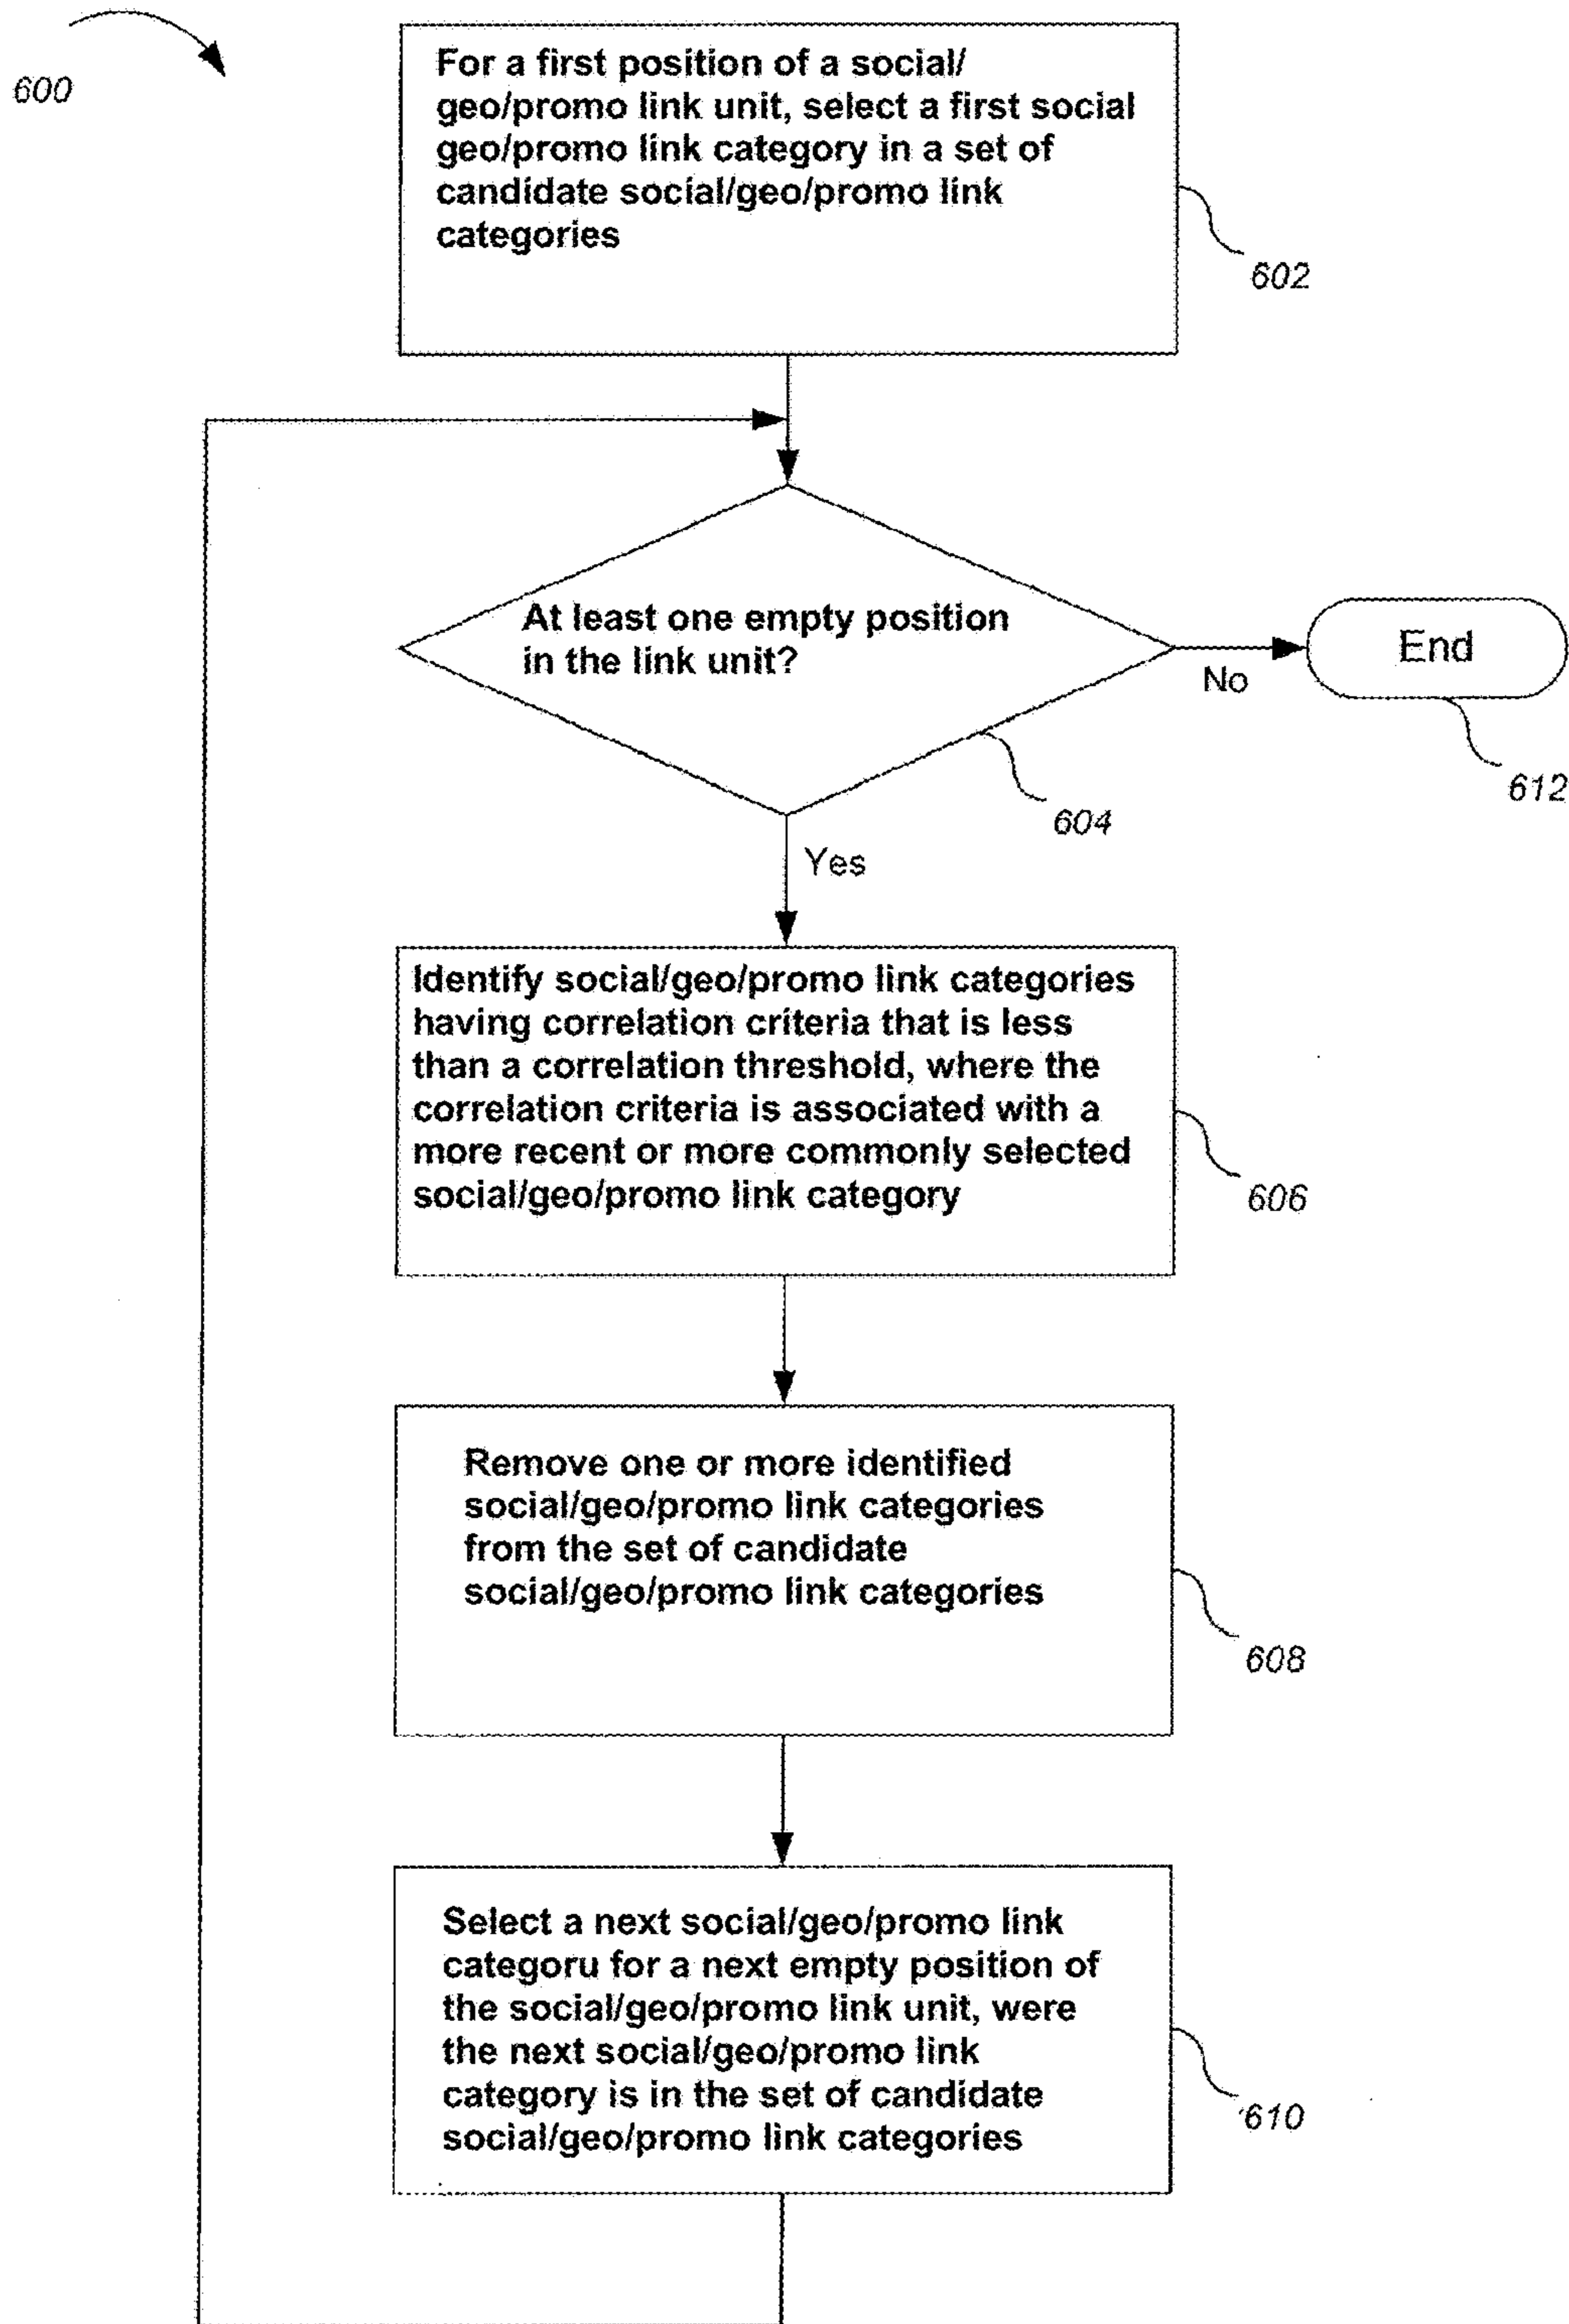 600
For a first position of a social/
geo/promo link unit, select a first social
geo/promo link category in a set of
candidate social/geo/promo link
categories
602
At least one empty position
in the link unit?
No
End
612
604
Yes
Identify social/geo/promo link categories
having correlation criteria that is less
than a correlation threshold, where the
correlation criteria is associated with a
more recent or more commonly selected
social/geo/promo link category
606
Remove one or more identified
social/geo/promo link categories
from the set of candidate
social/geo/promo link categories
608
Select a next social/geo/promo link
categoru for a next empty position of
the social/geo/promo link unit, were
the next social/geo/promo link
category is in the set of candidate
social/geo/promo link categories
610